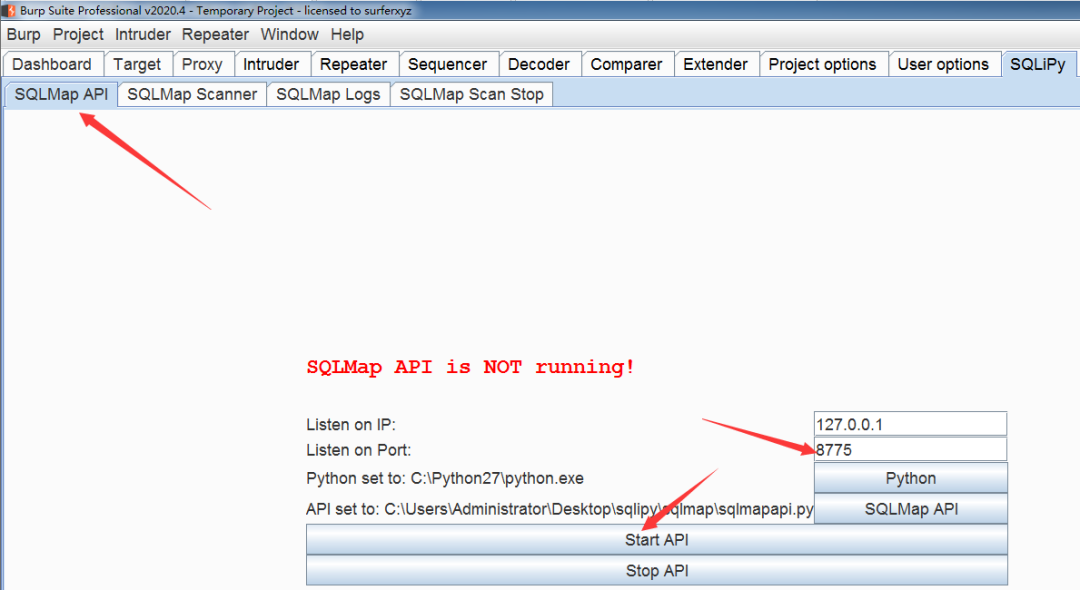 Burp Suite Professional v2020.4 - Temporary Project - licensed to surferxyz
Burp Project Intruder Repeater Window Help
Dashboard Target Proxy Intruder Repeater Sequencer Decoder Comparer Extender Project options User options SQLiPy
SQLMap API SQLMap Scanner SQLMap Logs SQLMap Scan Stop
SQLMap API is NOT running!
Listen on IP: 127.0.0.1
Listen on Port: 8775
Python set to: C:\Python27\python.exe Python
API set to: C:\Users\Administrator\Desktop\sqlipy\sqlmap\sqlmapapi.py SQLMap API
Start API
Stop API